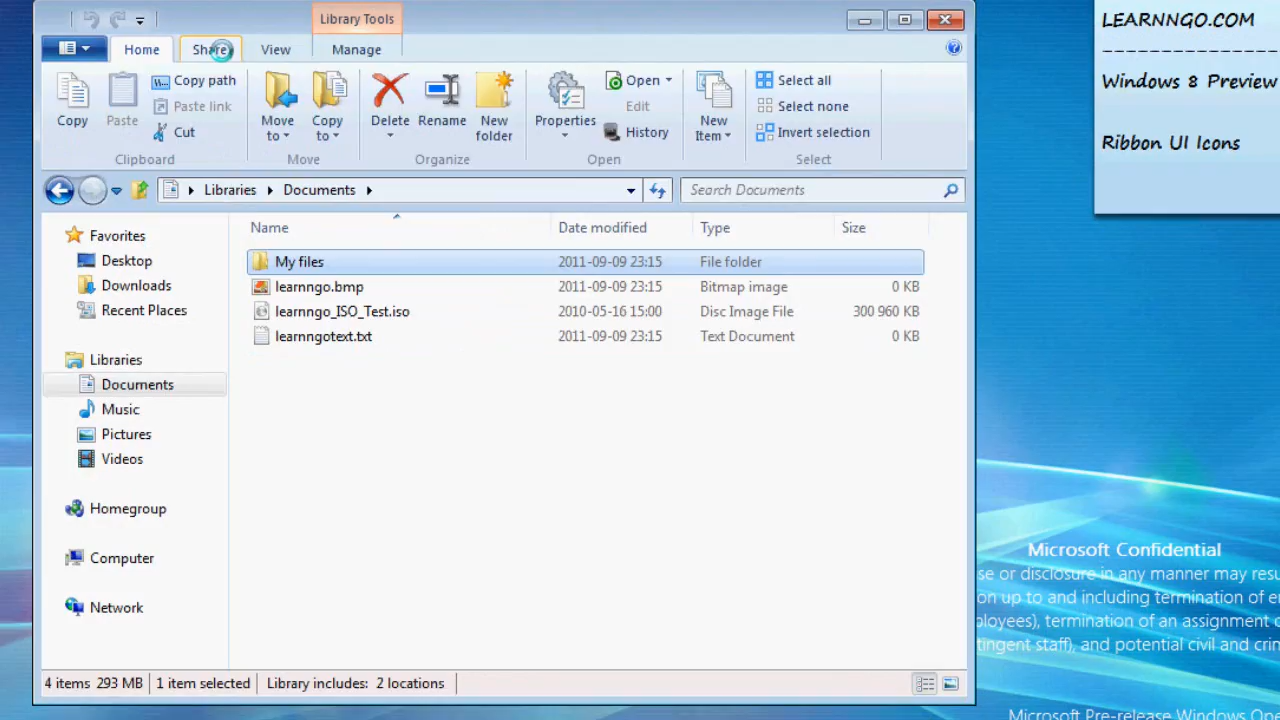 Library Tools
LEARNNGO.COM
Home Share View Manage
--------------------
Windows 8 Preview
Ribbon UI Icons
Copy Paste Copy path Paste link Cut
Clipboard
Move to Copy to
Move
Delete Rename New folder
Organize
Properties Open Edit History
Open
New Item
Select all Select none Invert selection
Select
Libraries Documents Search Documents
Favorites
Desktop
Downloads
Recent Places
Libraries
Documents
Music
Pictures
Videos
Homegroup
Computer
Network
Name Date modified Type Size
My files 2011-09-09 23:15 File folder
learnngo.bmp 2011-09-09 23:15 Bitmap image 0 KB
learnngo_ISO_Test.iso 2010-05-16 15:00 Disc Image File 300 960 KB
learnngotext.txt 2011-09-09 23:15 Text Document 0 KB
4 items 293 MB 1 item selected Library includes: 2 locations
Microsoft Confidential
or disclosure in any manner may
on up to and including termination of
termination of an assignment
staff), and potential civil and
Microsoft Pre-release Windows